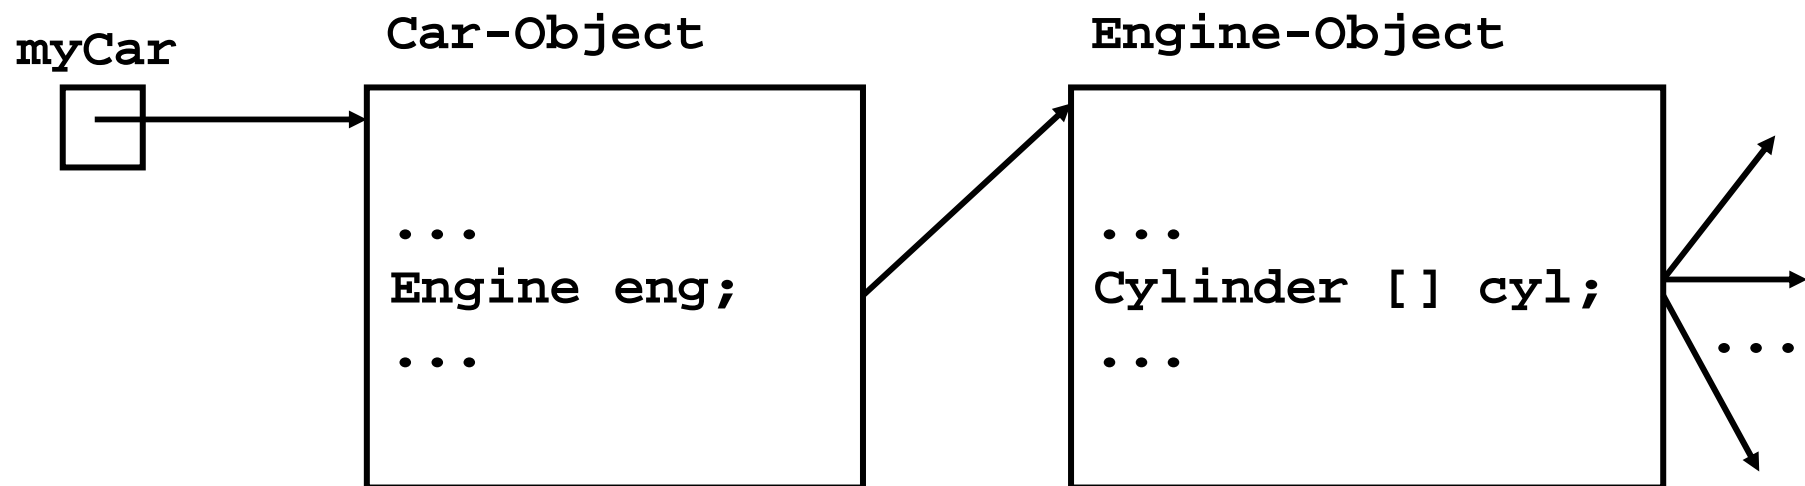 myCar
Car-Object
...
Engine eng;
...
Engine-Object
...
Cylinder [] cyl;
...
...